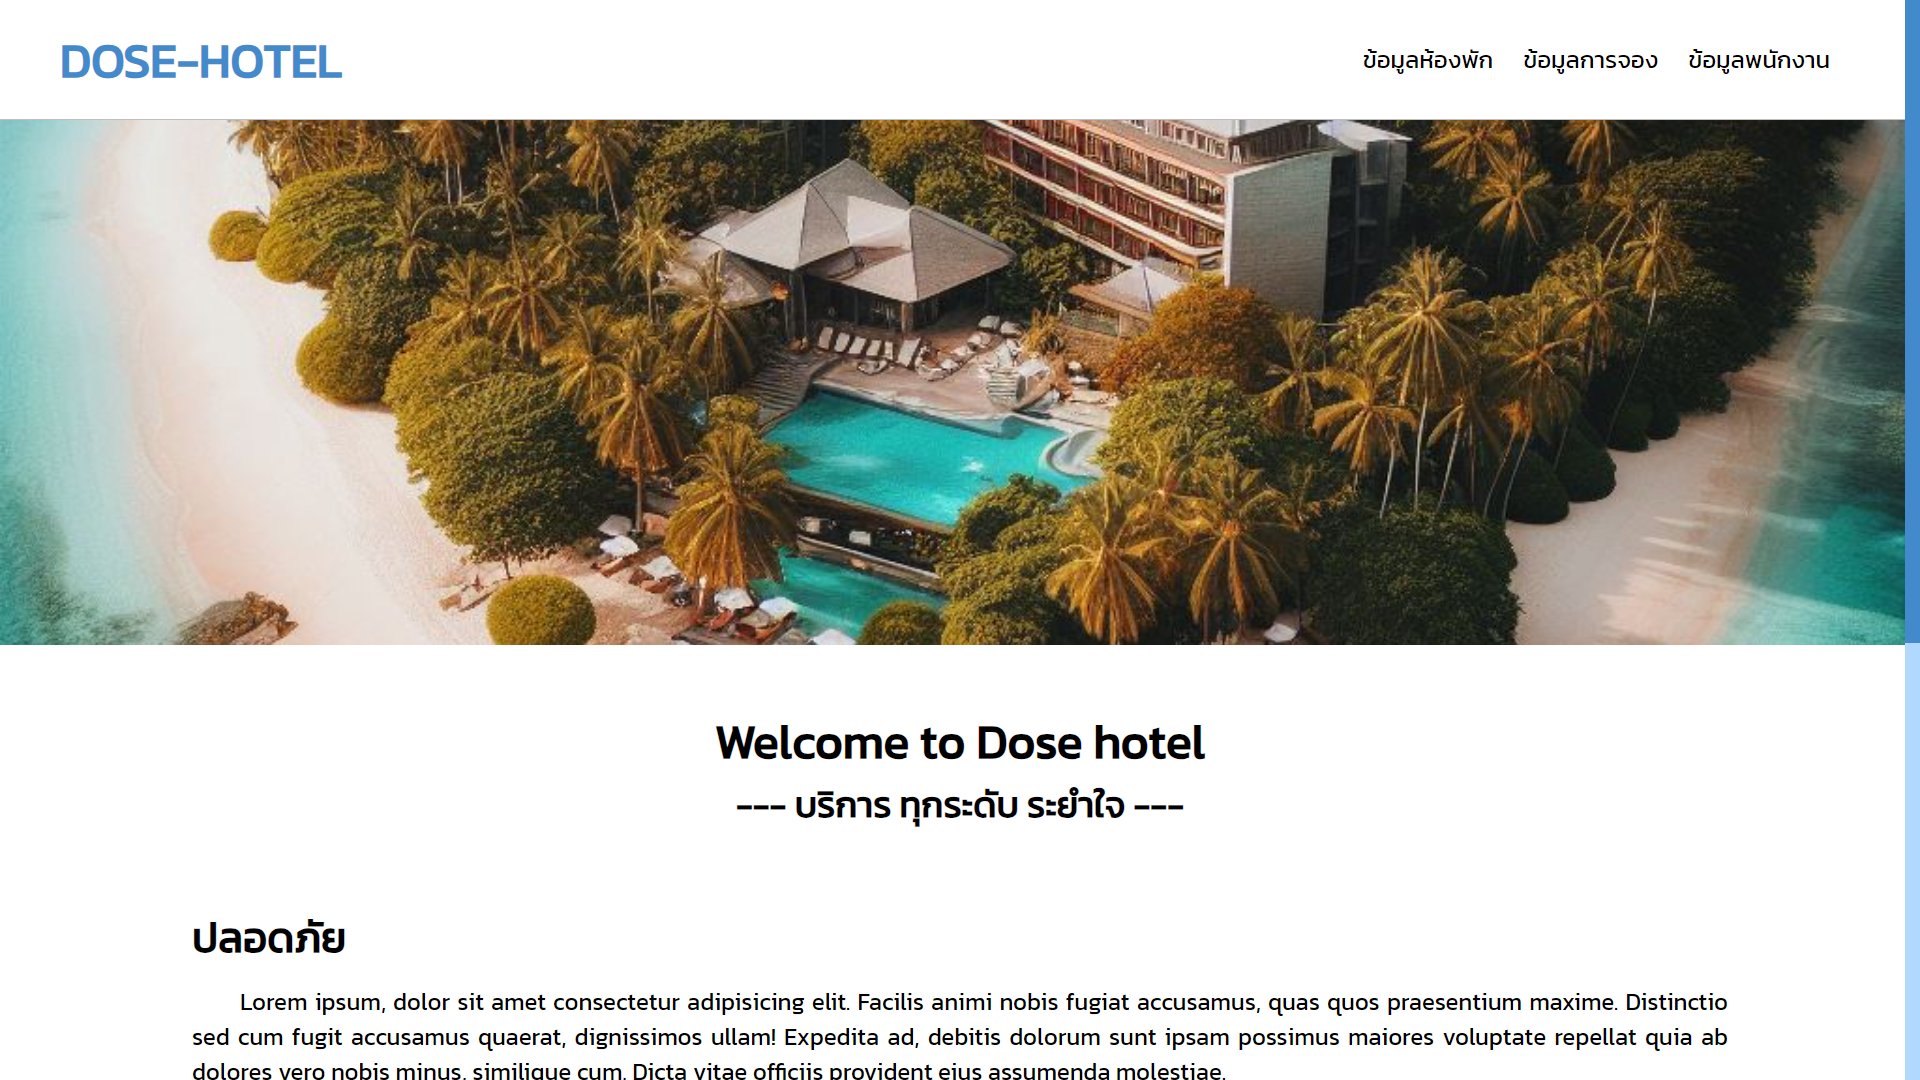 DOSE-HOTEL
ข้อมูลห้องพัก ข้อมูลการจอง ข้อมูลพนักงาน
Welcome to Dose hotel
--- บริการ ทุกระดับ ระยำใจ ---
ปลอดภัย
Lorem ipsum, dolor sit amet consectetur adipisicing elit. Facilis animi nobis fugiat accusamus, quas quos praesentium maxime. Distinctio
sed cum fugit accusamus quaerat, dignissimos ullam! Expedita ad, debitis dolorum sunt ipsam possimus maiores voluptate repellat quia ab
dolores vero nobis minus, similique cum. Dicta vitae officiis provident eius assumenda molestiae.